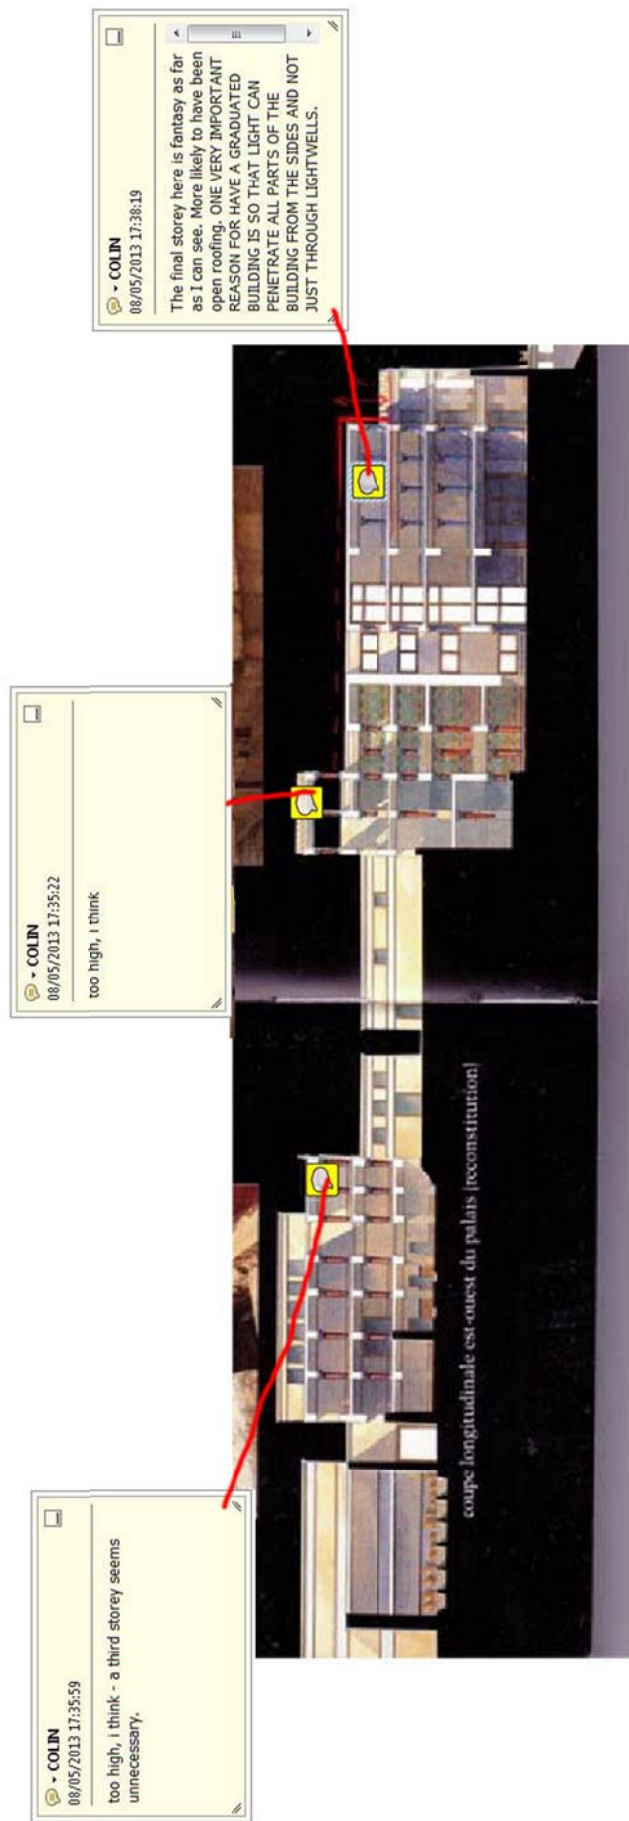 COLIN
08/05/2013 17:35:59
too high, i think - a third storey seems
unnecessary.
COLIN
08/05/2013 17:35:22
too high, i think
COLIN
08/05/2013 17:38:19
The final storey here is fantasy as far
as I can see. More likely to have been
open roofing. ONE VERY IMPORTANT
REASON FOR HAVE A GRADUATED
BUILDING IS SO THAT LIGHT CAN
PENETRATE ALL PARTS OF THE
BUILDING FROM THE SIDES AND NOT
JUST THROUGH LIGHTWELLS.
coupe longitudinale est-ouest du palais [reconstitution]